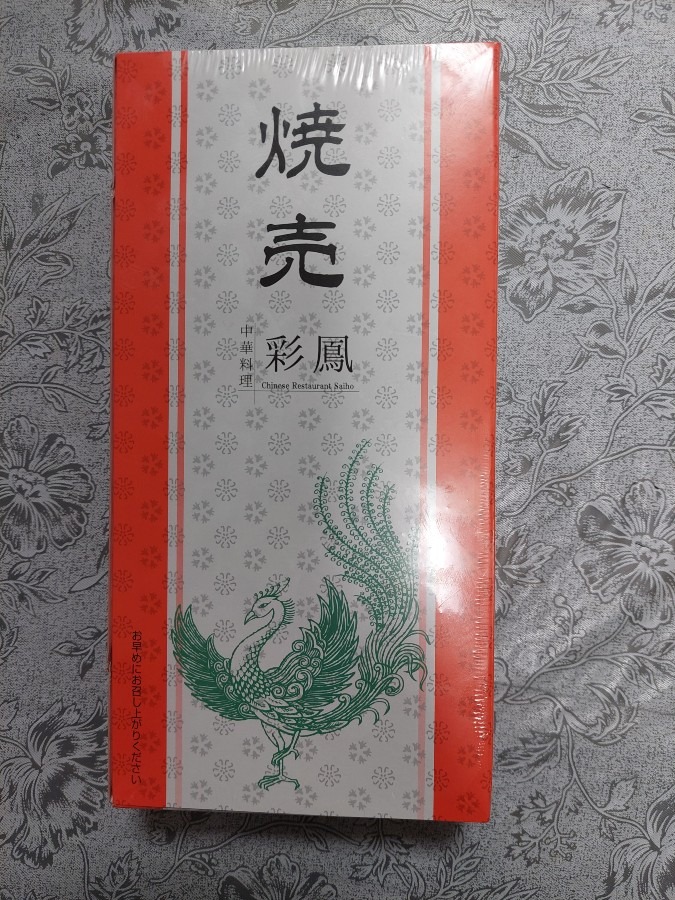 焼売
中華料理
彩鳳
Chinese Restaurant Saiho
お早めにお召し上がりください